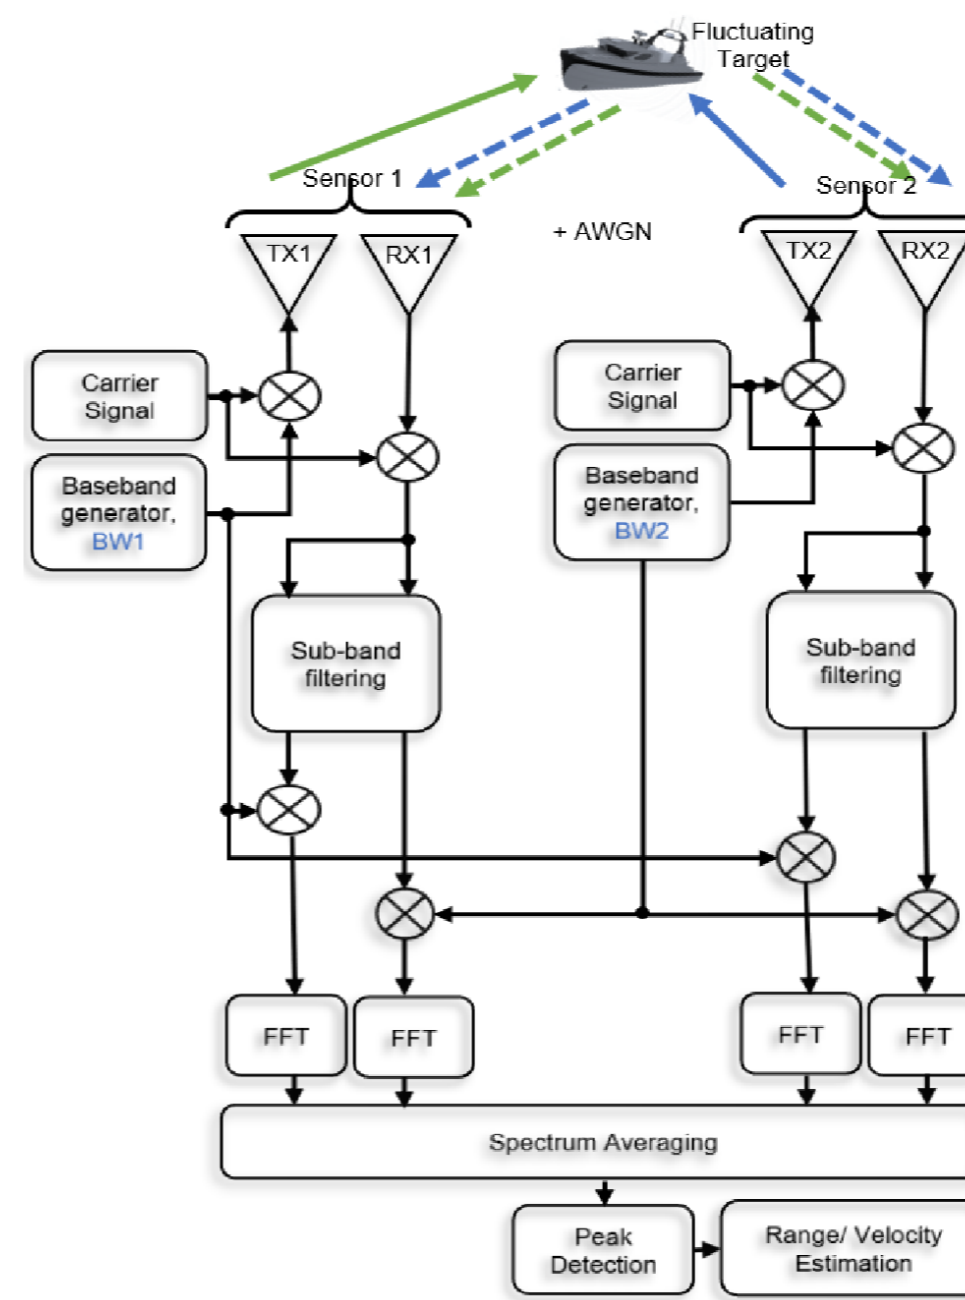 Fluctuating
Target
Sensor 1
Sensor 2
+ AWGN
TX1
RX1
TX2
RX2
Carrier
Signal
Carrier
Signal
Baseband
generator,
BW1
Baseband
generator,
BW2
Sub-band
filtering
Sub-band
filtering
FFT
FFT
FFT
FFT
Spectrum Averaging
Peak
Detection
Range/ Velocity
Estimation